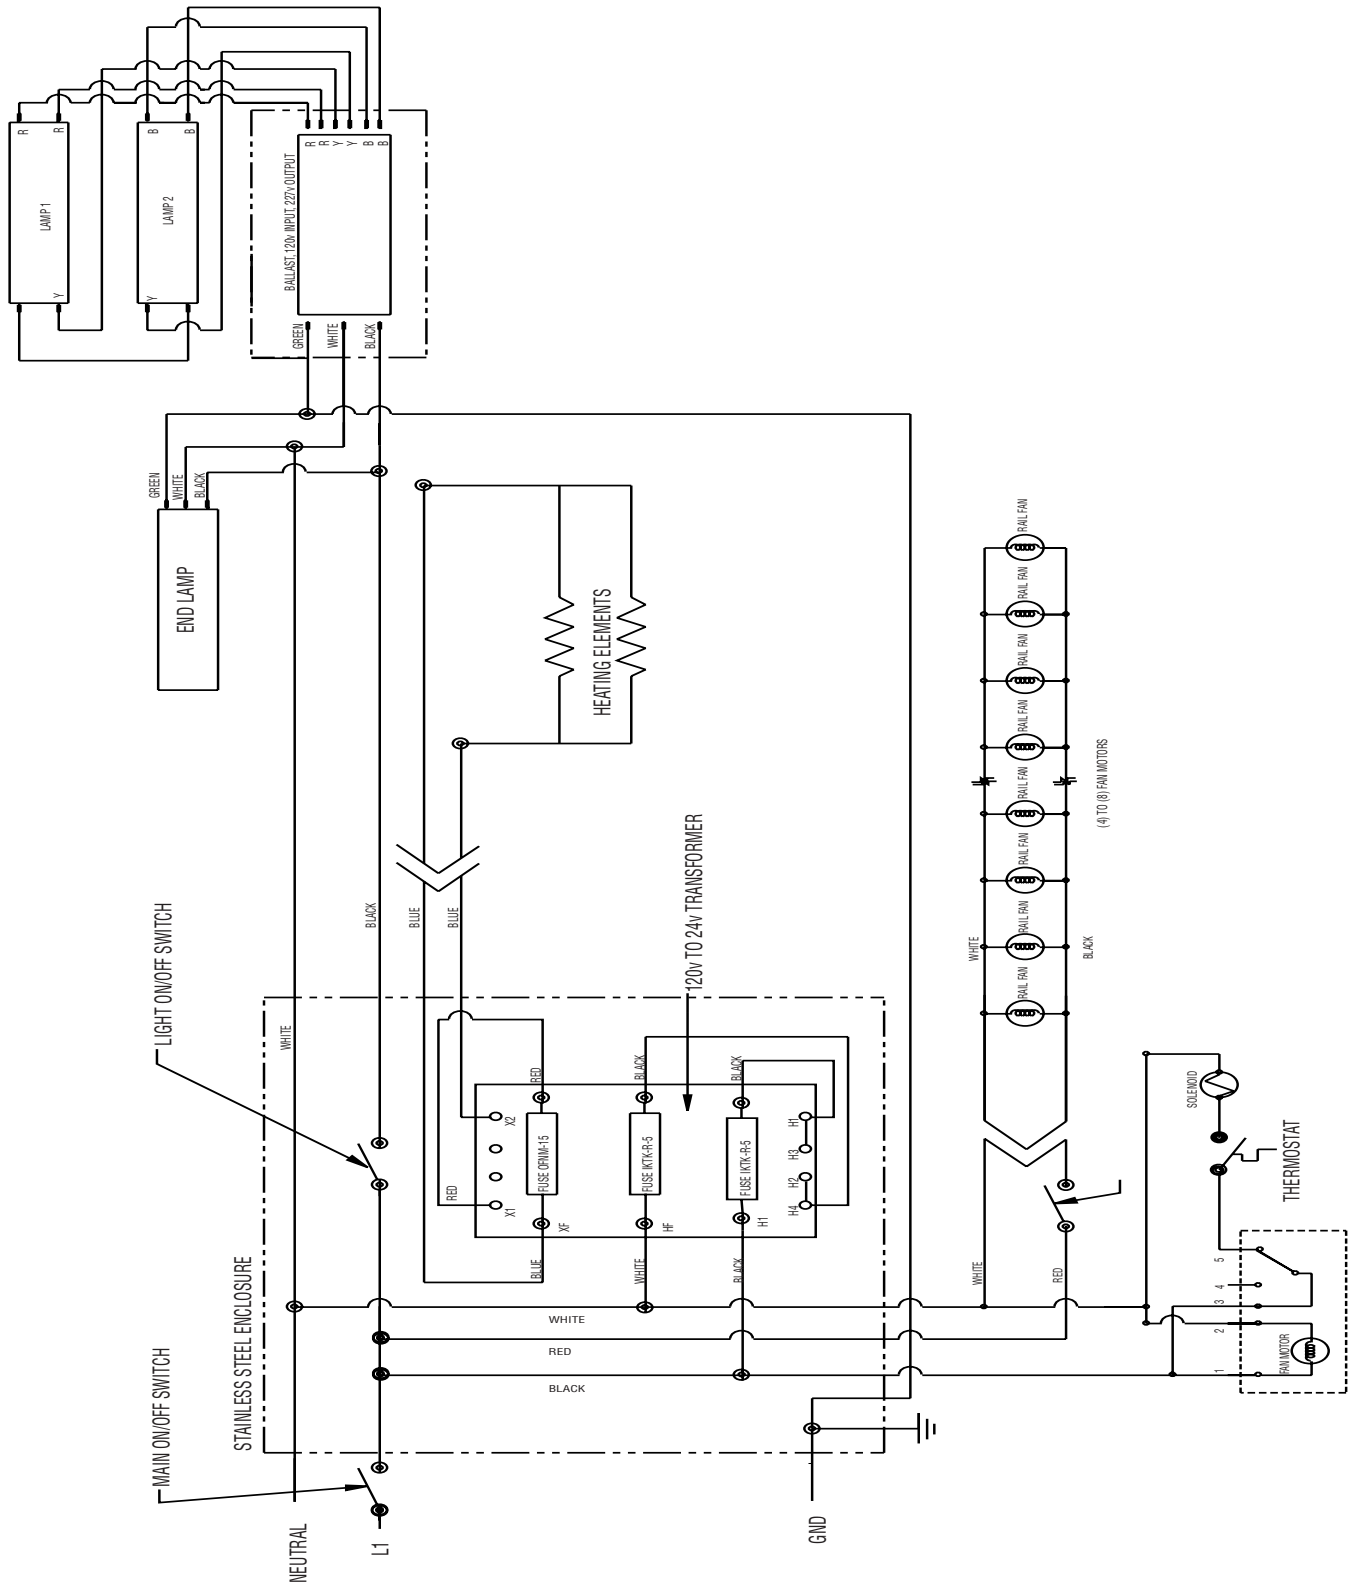 R
R
B
B
LAMP 1
LAMP 2
Y
Y
BALLAST, 120v INPUT, 227v OUTPUT
R
R
Y
Y
B
B
GREEN
WHITE
BLACK
GREEN
WHITE
BLACK
END LAMP
HEATING ELEMENTS
RAIL FAN
RAIL FAN
RAIL FAN
RAIL FAN
RAIL FAN
RAIL FAN
RAIL FAN
RAIL FAN
(4) TO (8) FAN MOTORS
WHITE
BLACK
LIGHT ON/OFF SWITCH
BLACK
BLUE
BLUE
120v TO 24v TRANSFORMER
WHITE
RED
BLACK
BLACK
RED
X2
X1
FUSE OFNM-15
FUSE IKTK-R-5
FUSE IKTK-R-5
H1
H3
H2
H4
XF
HF
H1
BLUE
WHITE
BLACK
WHITE
RED
SOLENOID
THERMOSTAT
STAINLESS STEEL ENCLOSURE
WHITE
RED
BLACK
5
4
3
2
1
FAN MOTOR
MAIN ON/OFF SWITCH
NEUTRAL
L1
GND